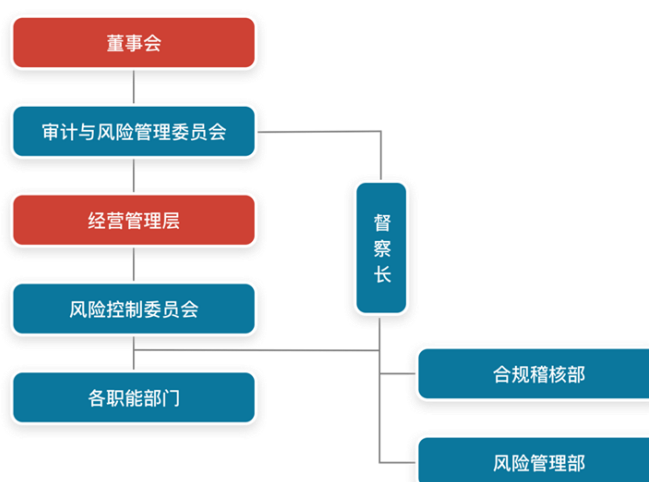 董事会
审计与风险管理委员会
经营管理层
督察长
风险控制委员会
合规稽核部
各职能部门
风险管理部